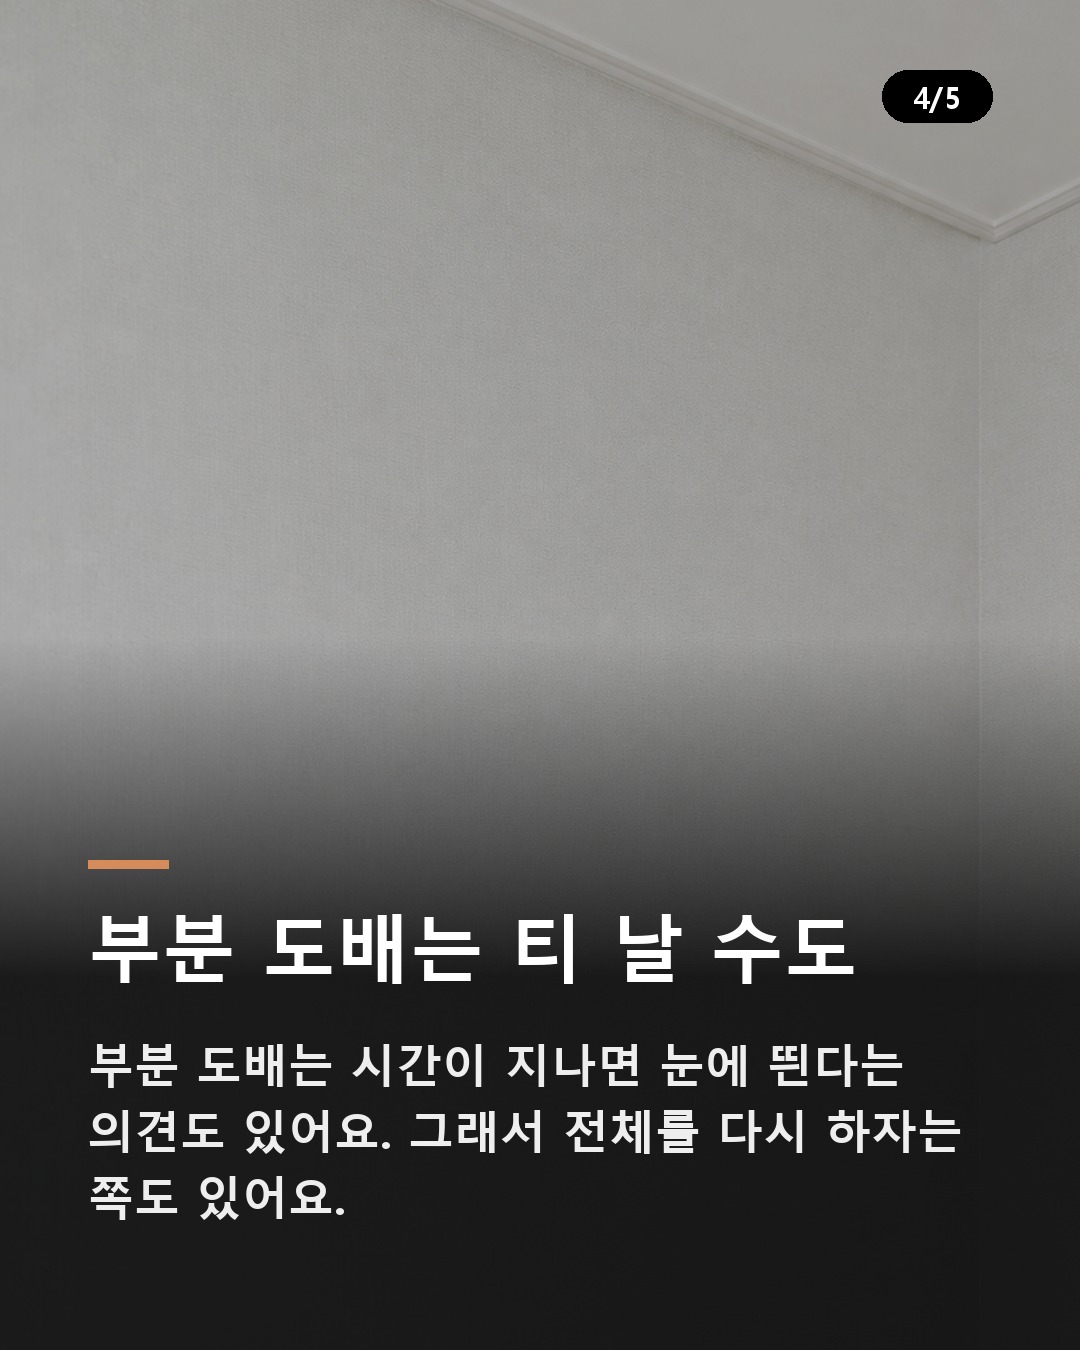 4/5
부분 도배는 티 날 수도
부분 도배는 시간이 지나면 눈에 띈다는
의견도 있어요. 그래서 전체를 다시 하자는
쪽도 있어요.